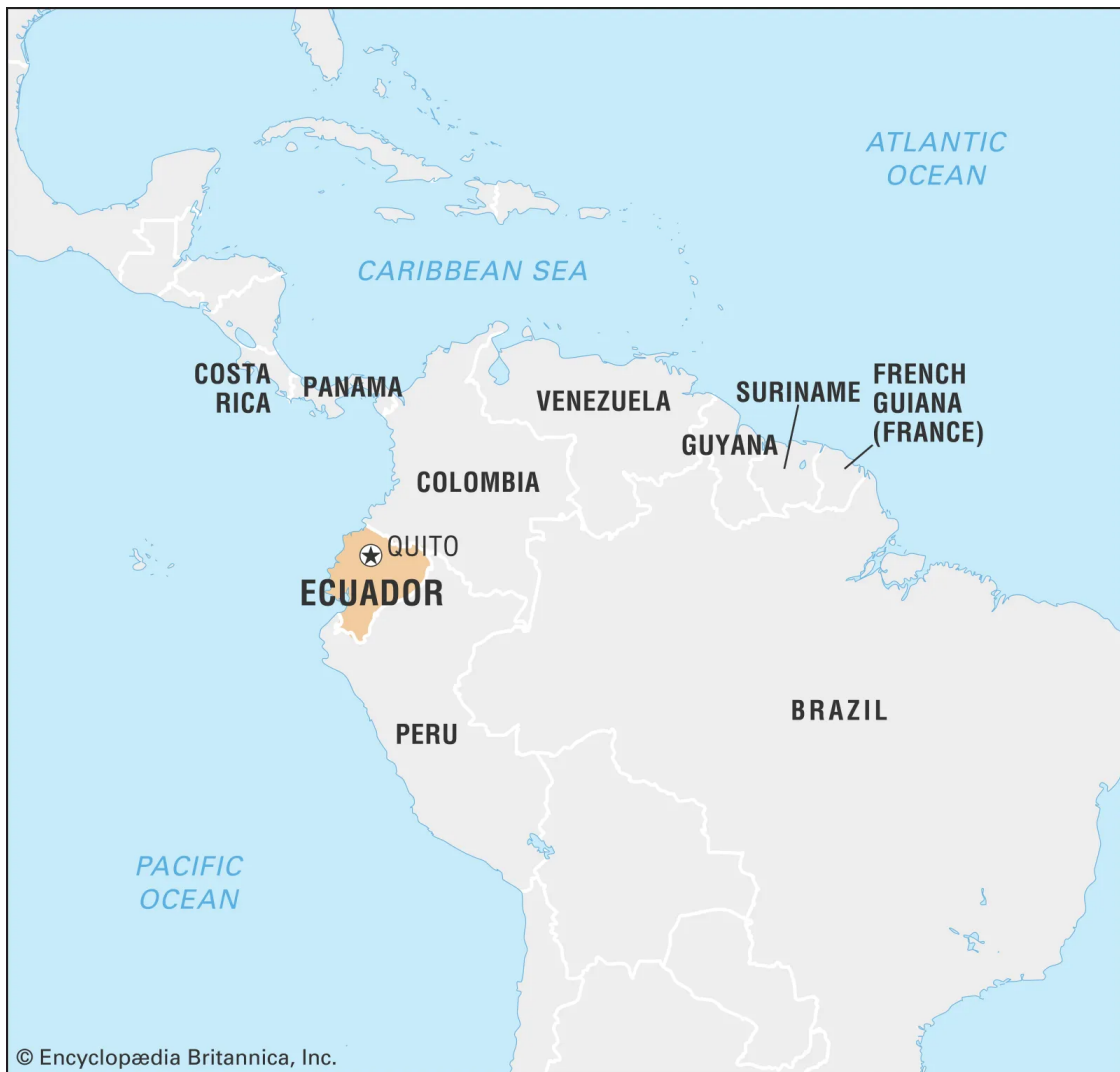 ATLANTIC
OCEAN
CARIBBEAN SEA
COSTA
RICA
PANAMA
VENEZUELA
SURINAME
FRENCH
GUIANA
(FRANCE)
GUYANA
COLOMBIA
QUITO
ECUADOR
BRAZIL
PERU
PACIFIC
OCEAN
© Encyclopædia Britannica, Inc.